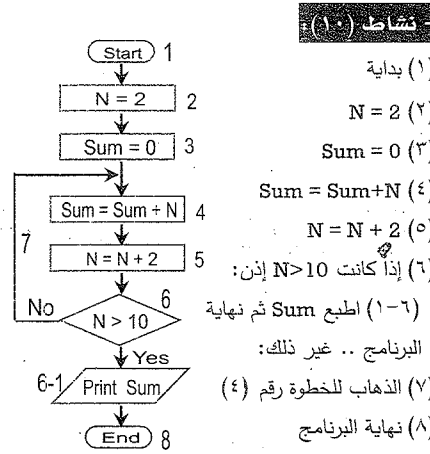 - نشاط (١٠):
(١) بداية
(٢) N = 2
(٣) Sum = 0
(٤) Sum = Sum+N
(٥) N = N + 2
(٦) إذا كانت N>10 إذن:
(٦-١) اطبع Sum ثم نهاية
البرنامج .. غير ذلك:
(٧) الذهاب للخطوة رقم (٤)
(٨) نهاية البرنامج
Start 1
N = 2 2
Sum = 0 3
Sum = Sum + N 4
7
N = N + 2 5
6
No N > 10
Yes
6-1 Print Sum
End 8